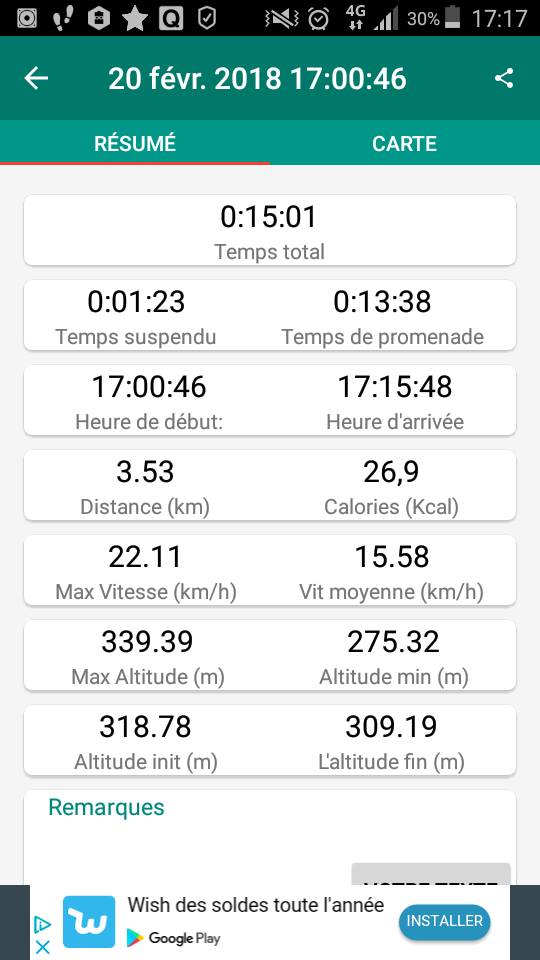 4G 30% 17:17
20 févr. 2018 17:00:46
RÉSUMÉ CARTE
0:15:01
Temps total
0:01:23 0:13:38
Temps suspendu Temps de promenade
17:00:46 17:15:48
Heure de début: Heure d'arrivée
3.53 26,9
Distance (km) Calories (Kcal)
22.11 15.58
Max Vitesse (km/h) Vit moyenne (km/h)
339.39 275.32
Max Altitude (m) Altitude min (m)
318.78 309.19
Altitude init (m) L'altitude fin (m)
Remarques
VOTRE TEXTE
Wish des soldes toute l'année
INSTALLER
Google Play